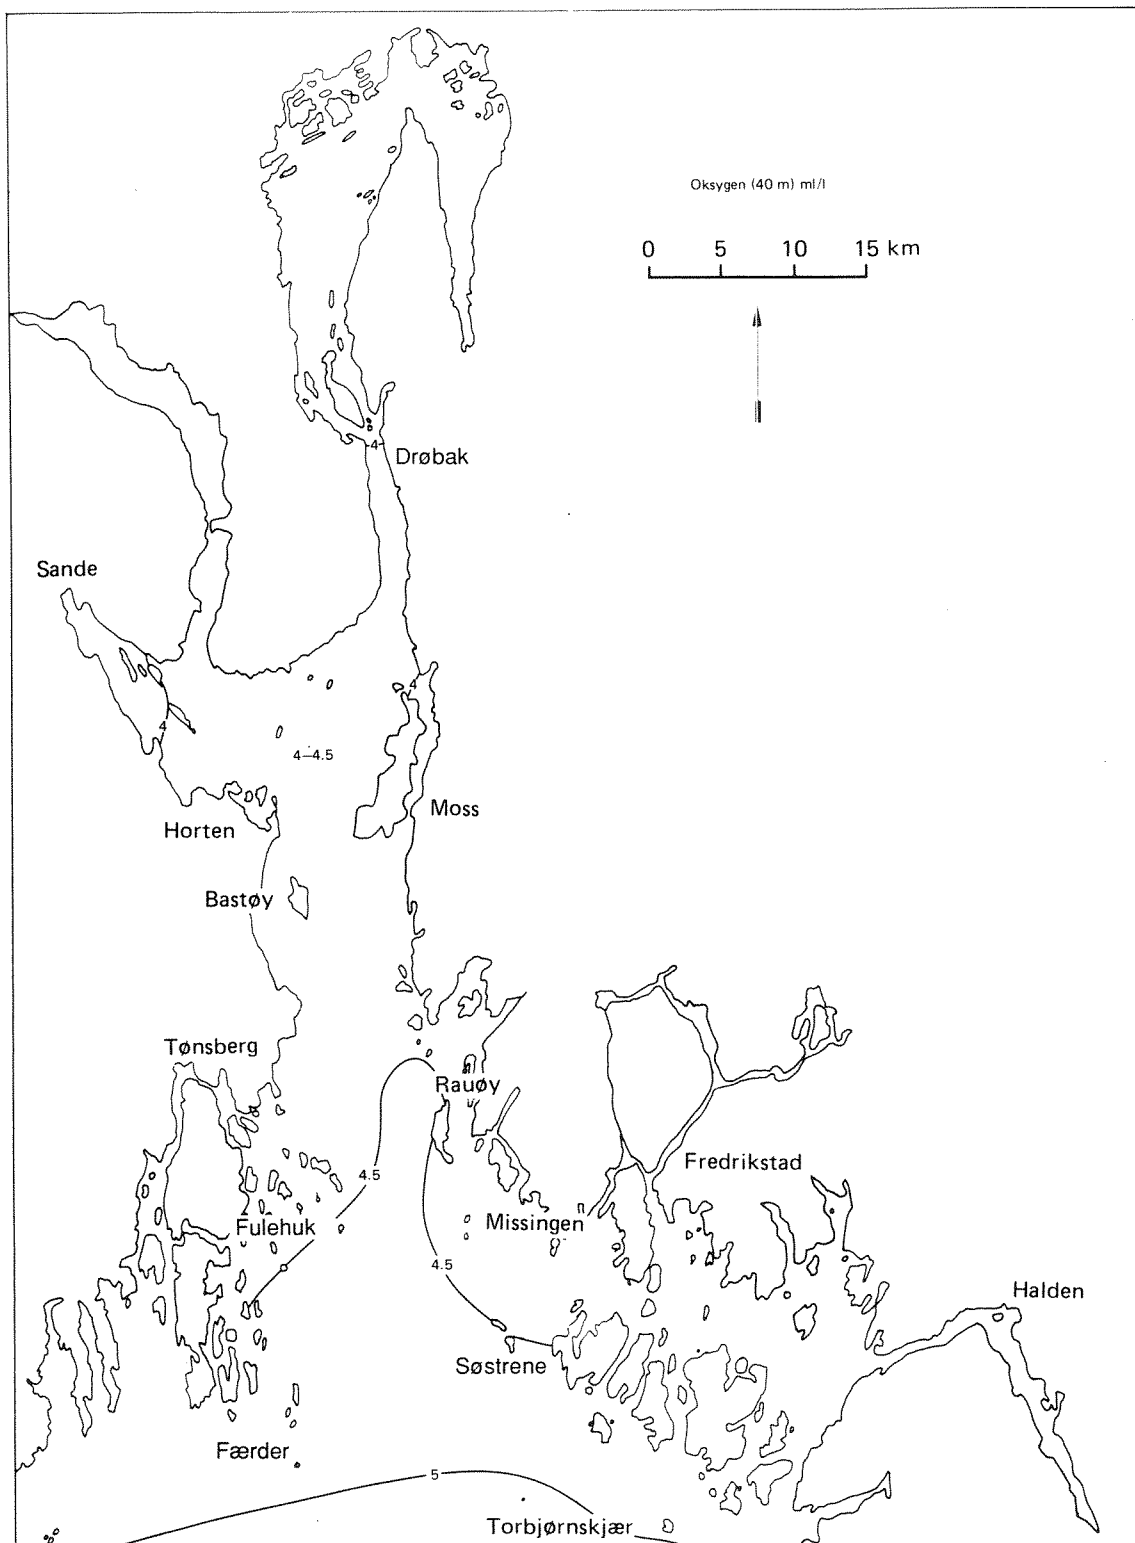 Oksygen (40 m) ml/l
0 5 10 15 km
4
Drøbak
Sande
4
4
4–4.5
Moss
Horten
Bastøy
Tønsberg
Rauøy
Fredrikstad
4.5
Missingen
Fulehuk
4.5
Halden
Søstrene
Færder
5
Torbjørnskjær